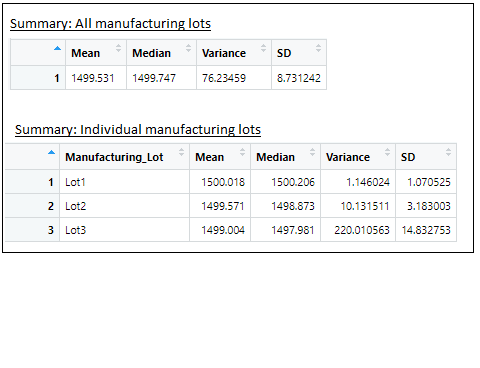 Summary: All manufacturing lots
Mean Median Variance SD
1 1499.531 1499.747 76.23459 8.731242
Summary: Individual manufacturing lots
Manufacturing_Lot Mean Median Variance SD
1 Lot1 1500.018 1500.206 1.146024 1.070525
2 Lot2 1499.571 1498.873 10.131511 3.183003
3 Lot3 1499.004 1497.981 220.010563 14.832753